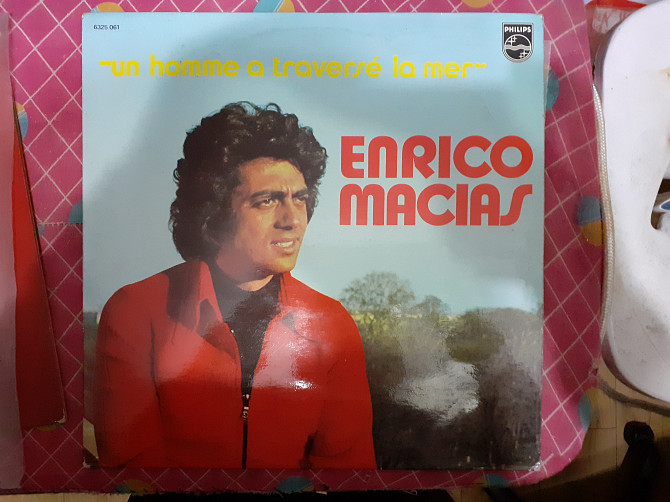 6325 061
PHILIPS
"un homme a traversé la mer"
ENRICO
MACIAS